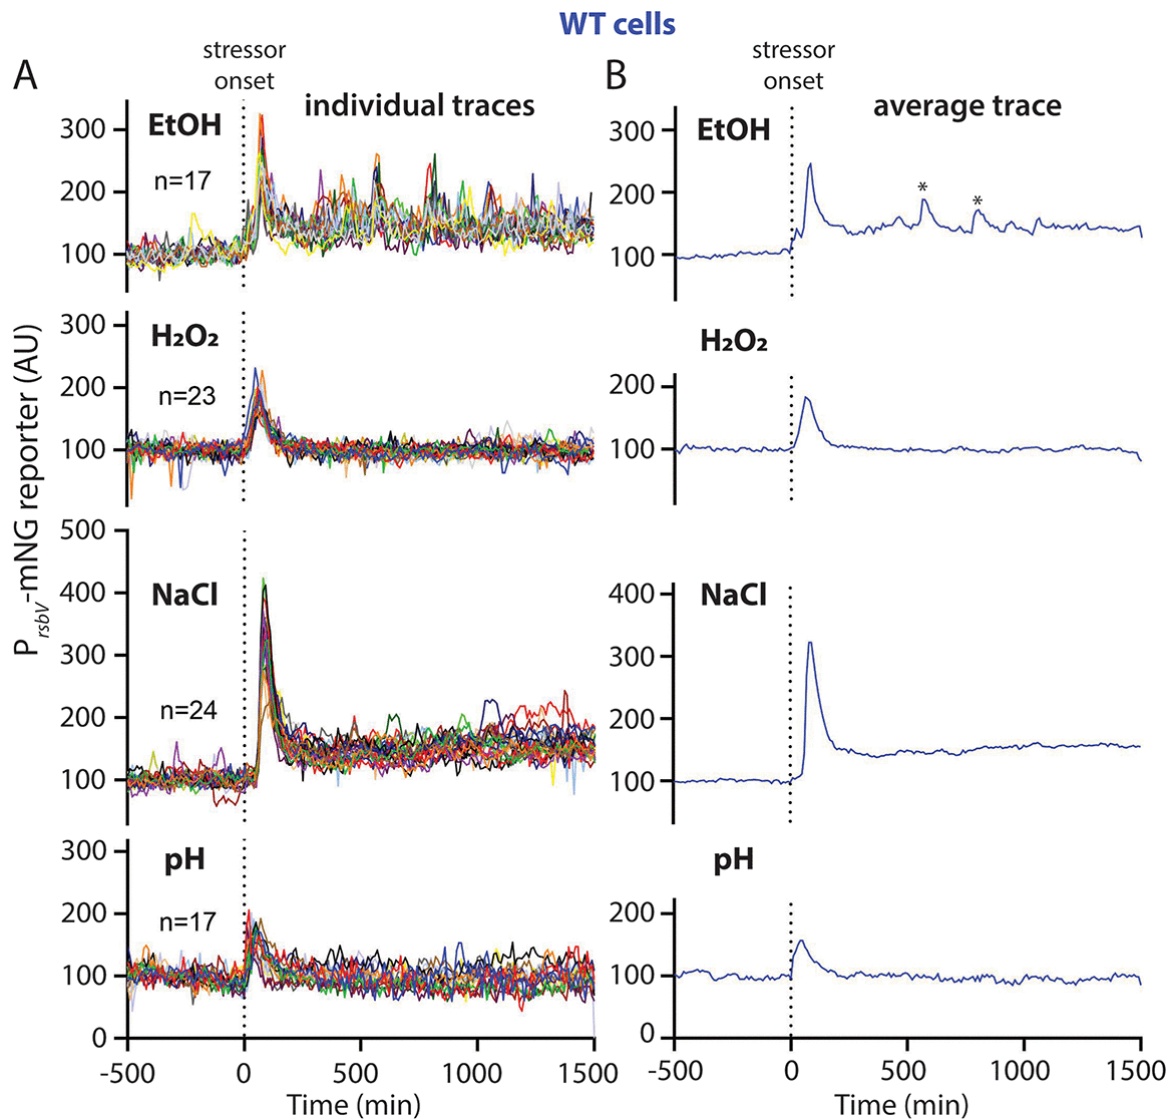 WT cells
A
stressor
onset
individual traces
B
stressor
onset
average trace
P rsbV -mNG reporter (AU)
EtOH
n=17
300
200
100
EtOH
*
*
300
200
100
H₂O₂
n=23
300
200
100
H₂O₂
200
100
NaCl
n=24
500
400
300
200
100
NaCl
400
300
200
100
pH
n=17
300
200
100
0
pH
200
100
0
-500 0 500 1000 1500
Time (min)
-500 0 500 1000 1500
Time (min)